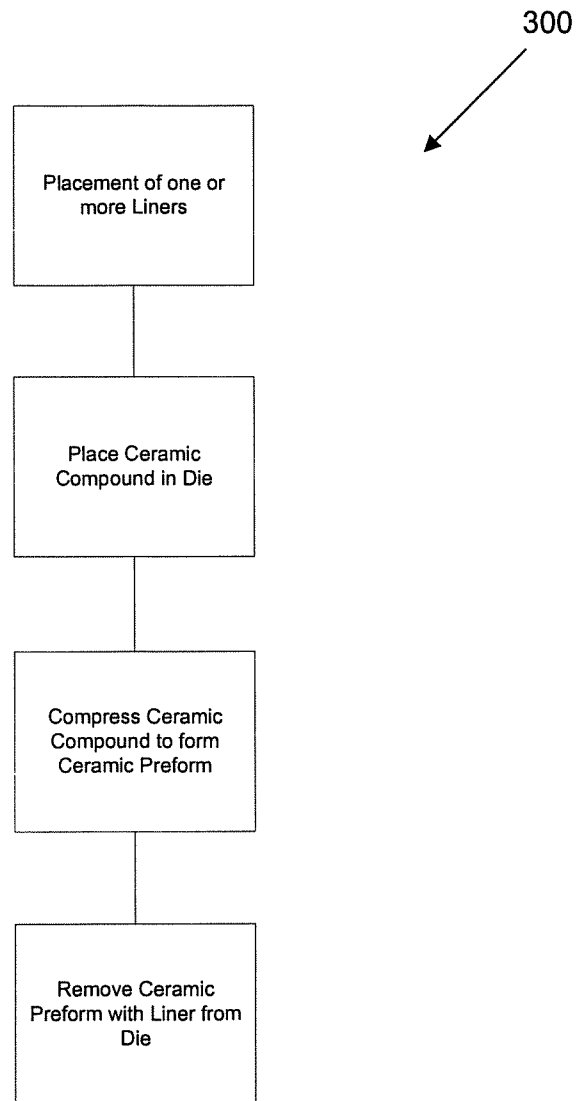 300
Placement of one or
more Liners
Place Ceramic
Compound in Die
Compress Ceramic
Compound to form
Ceramic Preform
Remove Ceramic
Preform with Liner from
Die